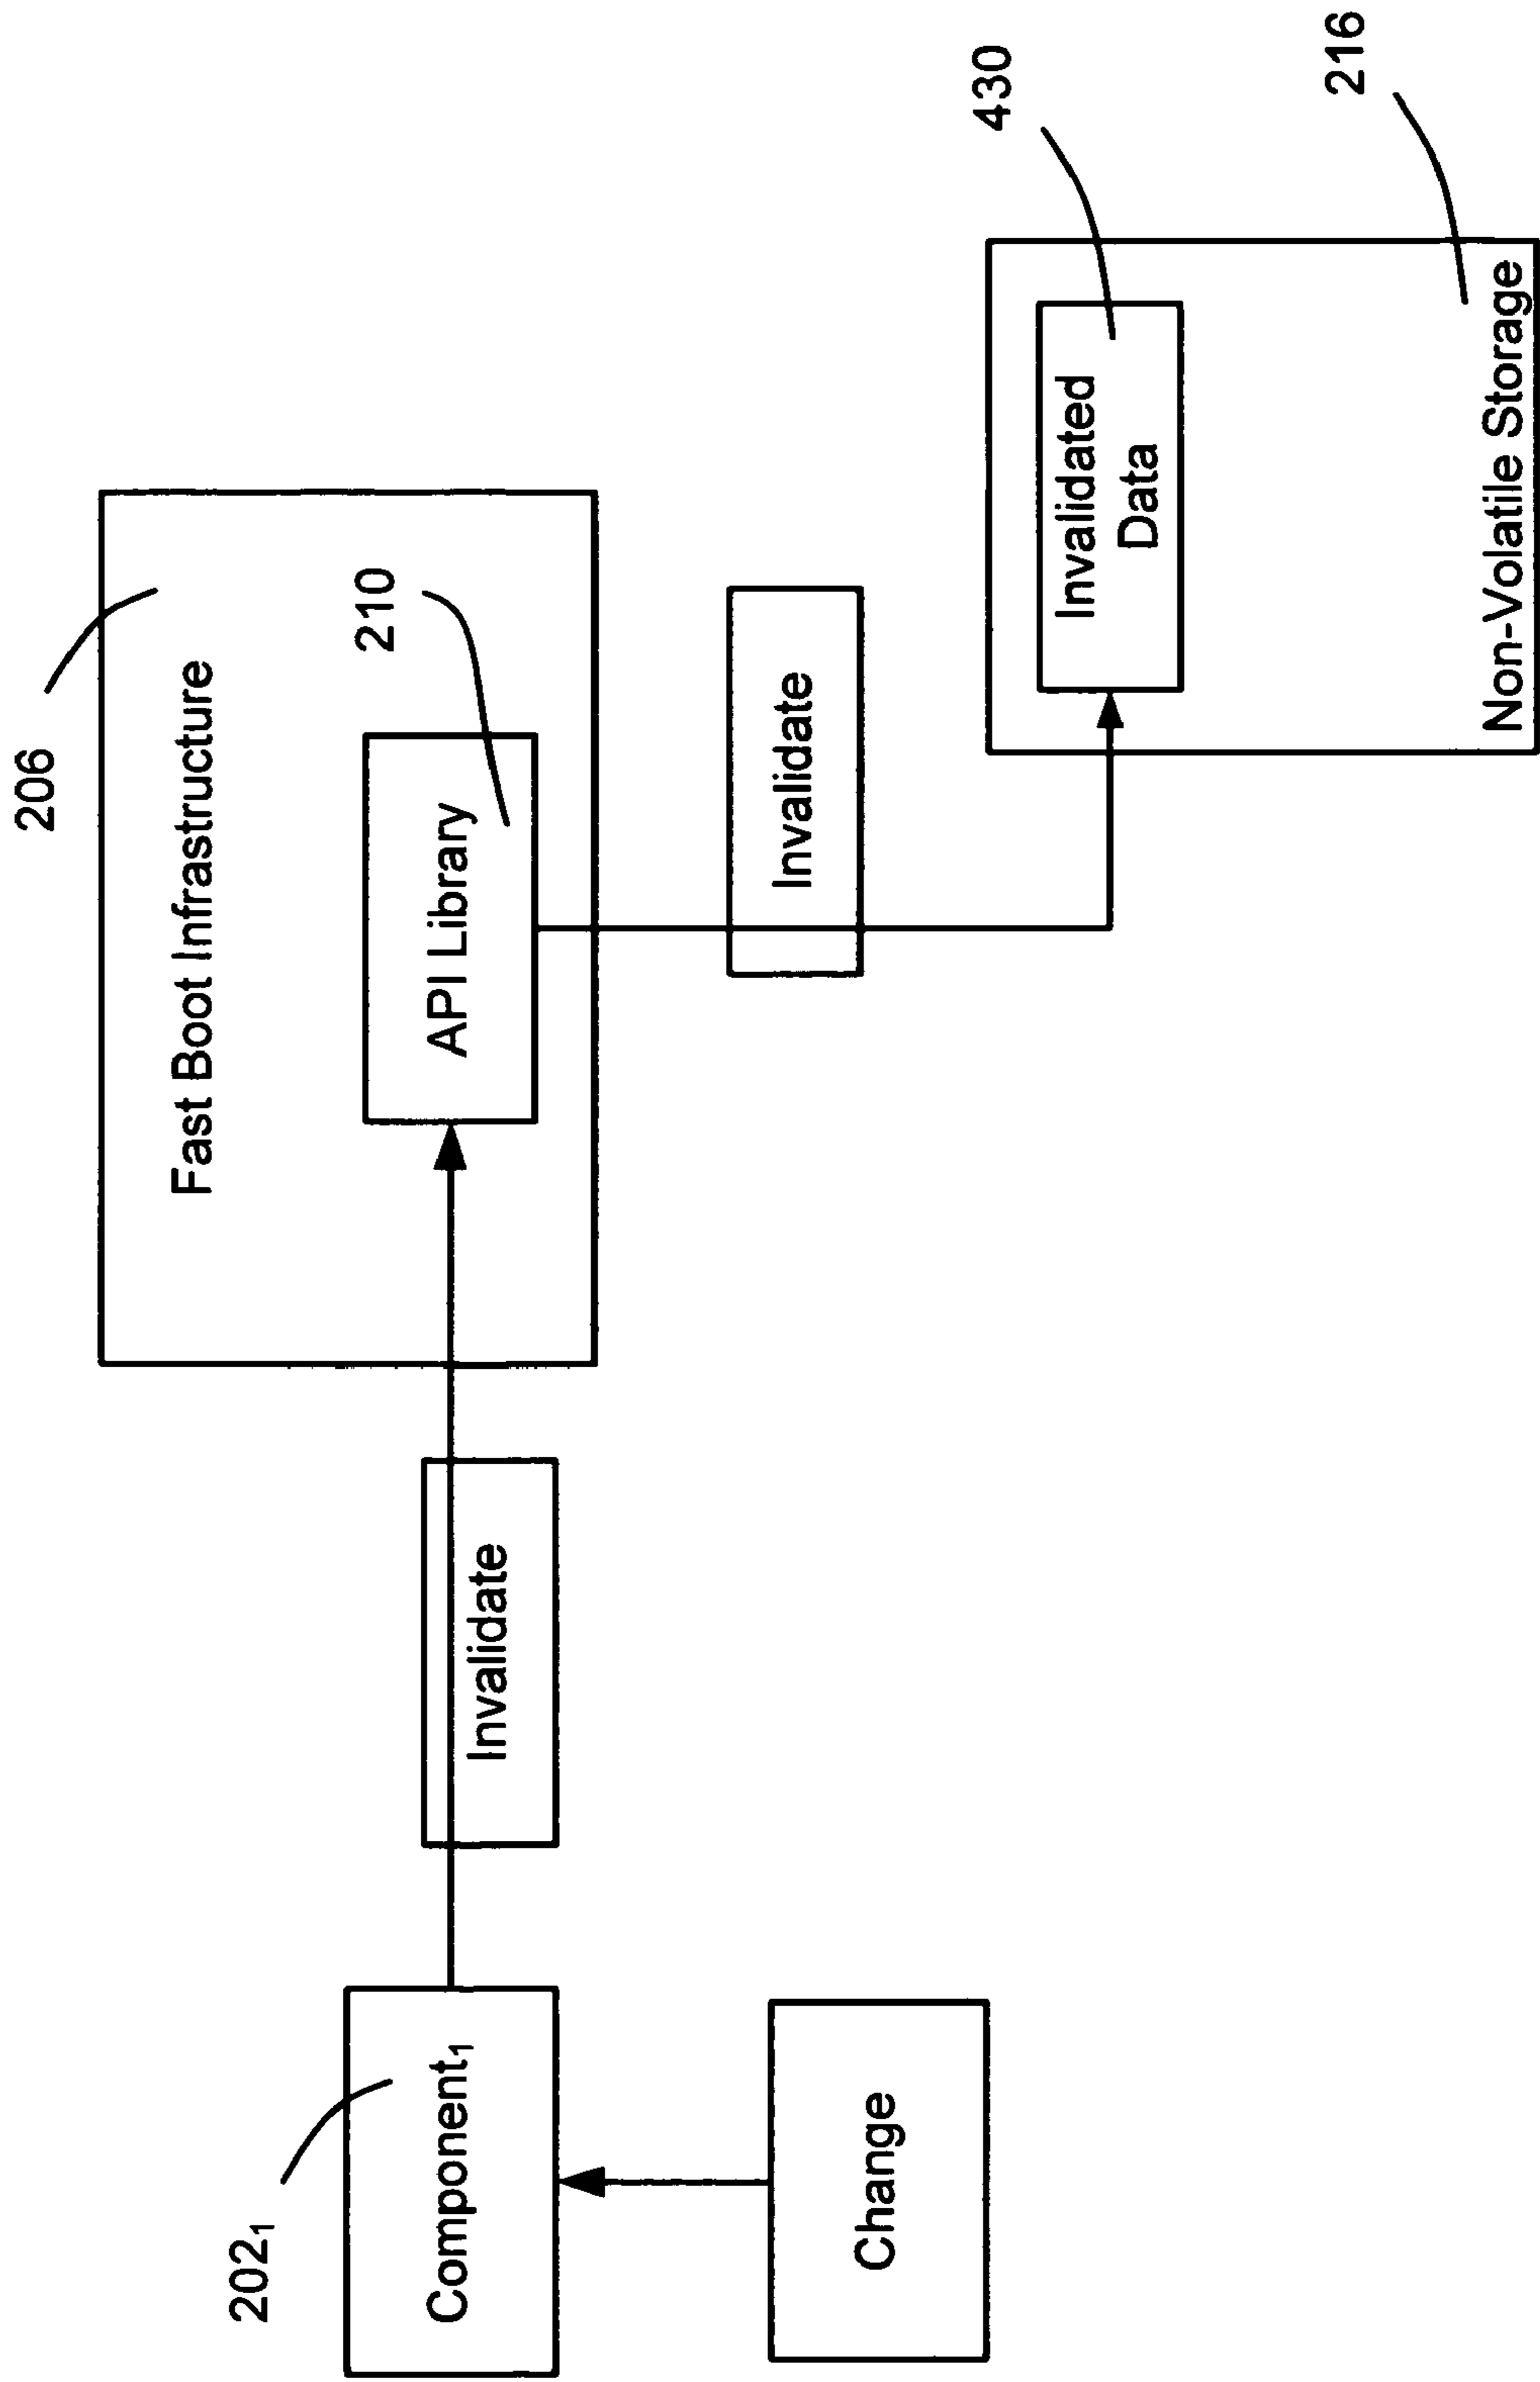 206
Fast Boot Infrastructure
202₁
210
Component₁
Invalidate
API Library
Invalidate
Change
430
Invalidated
Data
216
Non-Volatile Storage